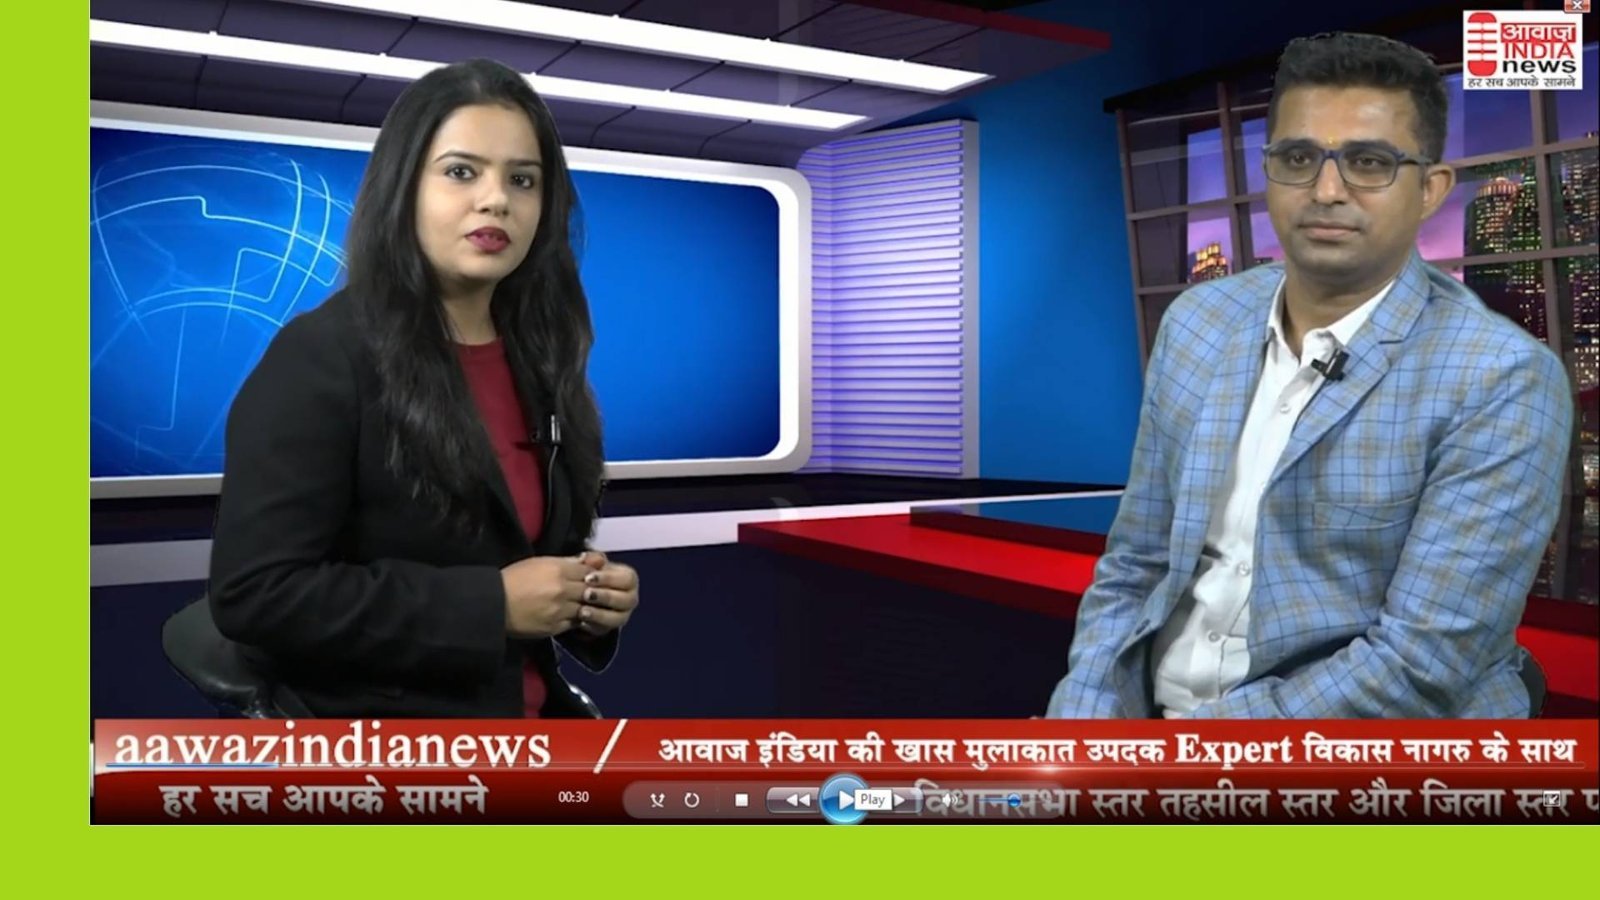 आवाज़
INDIA
news
हर सच आपके सामने
aawazindianews / आवाज इंडिया की खास मुलाकात उपदक Expert विकास नागरु के साथ
हर सच आपके सामने
00:30
Play
विधानसभा स्तर तहसील स्तर और जिला स्तर प